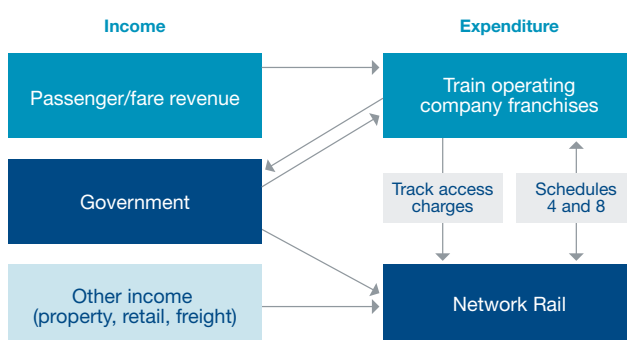 Income
Expenditure
Passenger/fare revenue
Train operating
company franchises
Government
Track access
charges
Schedules
4 and 8
Other income
(property, retail, freight)
Network Rail